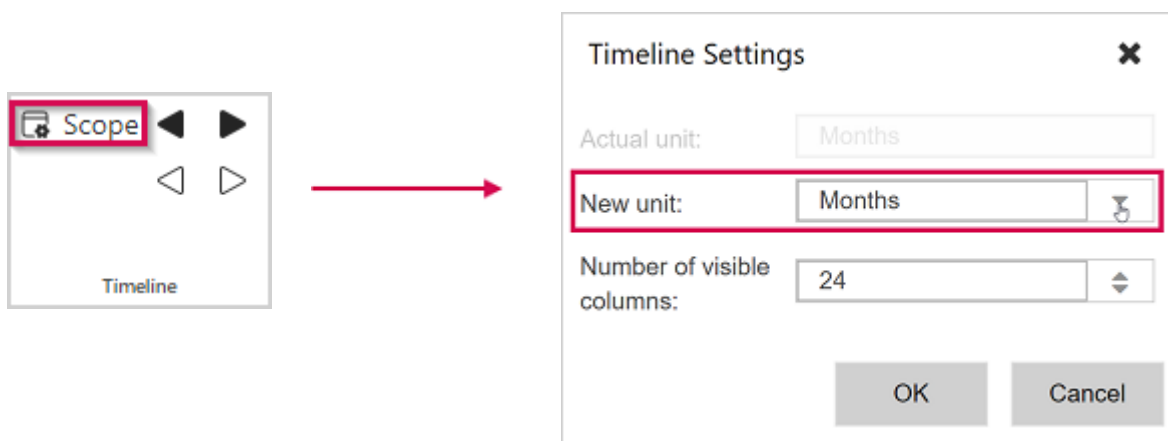 Scope
Timeline
Timeline Settings
Actual unit: Months
New unit: Months
Number of visible
columns: 24
OK Cancel